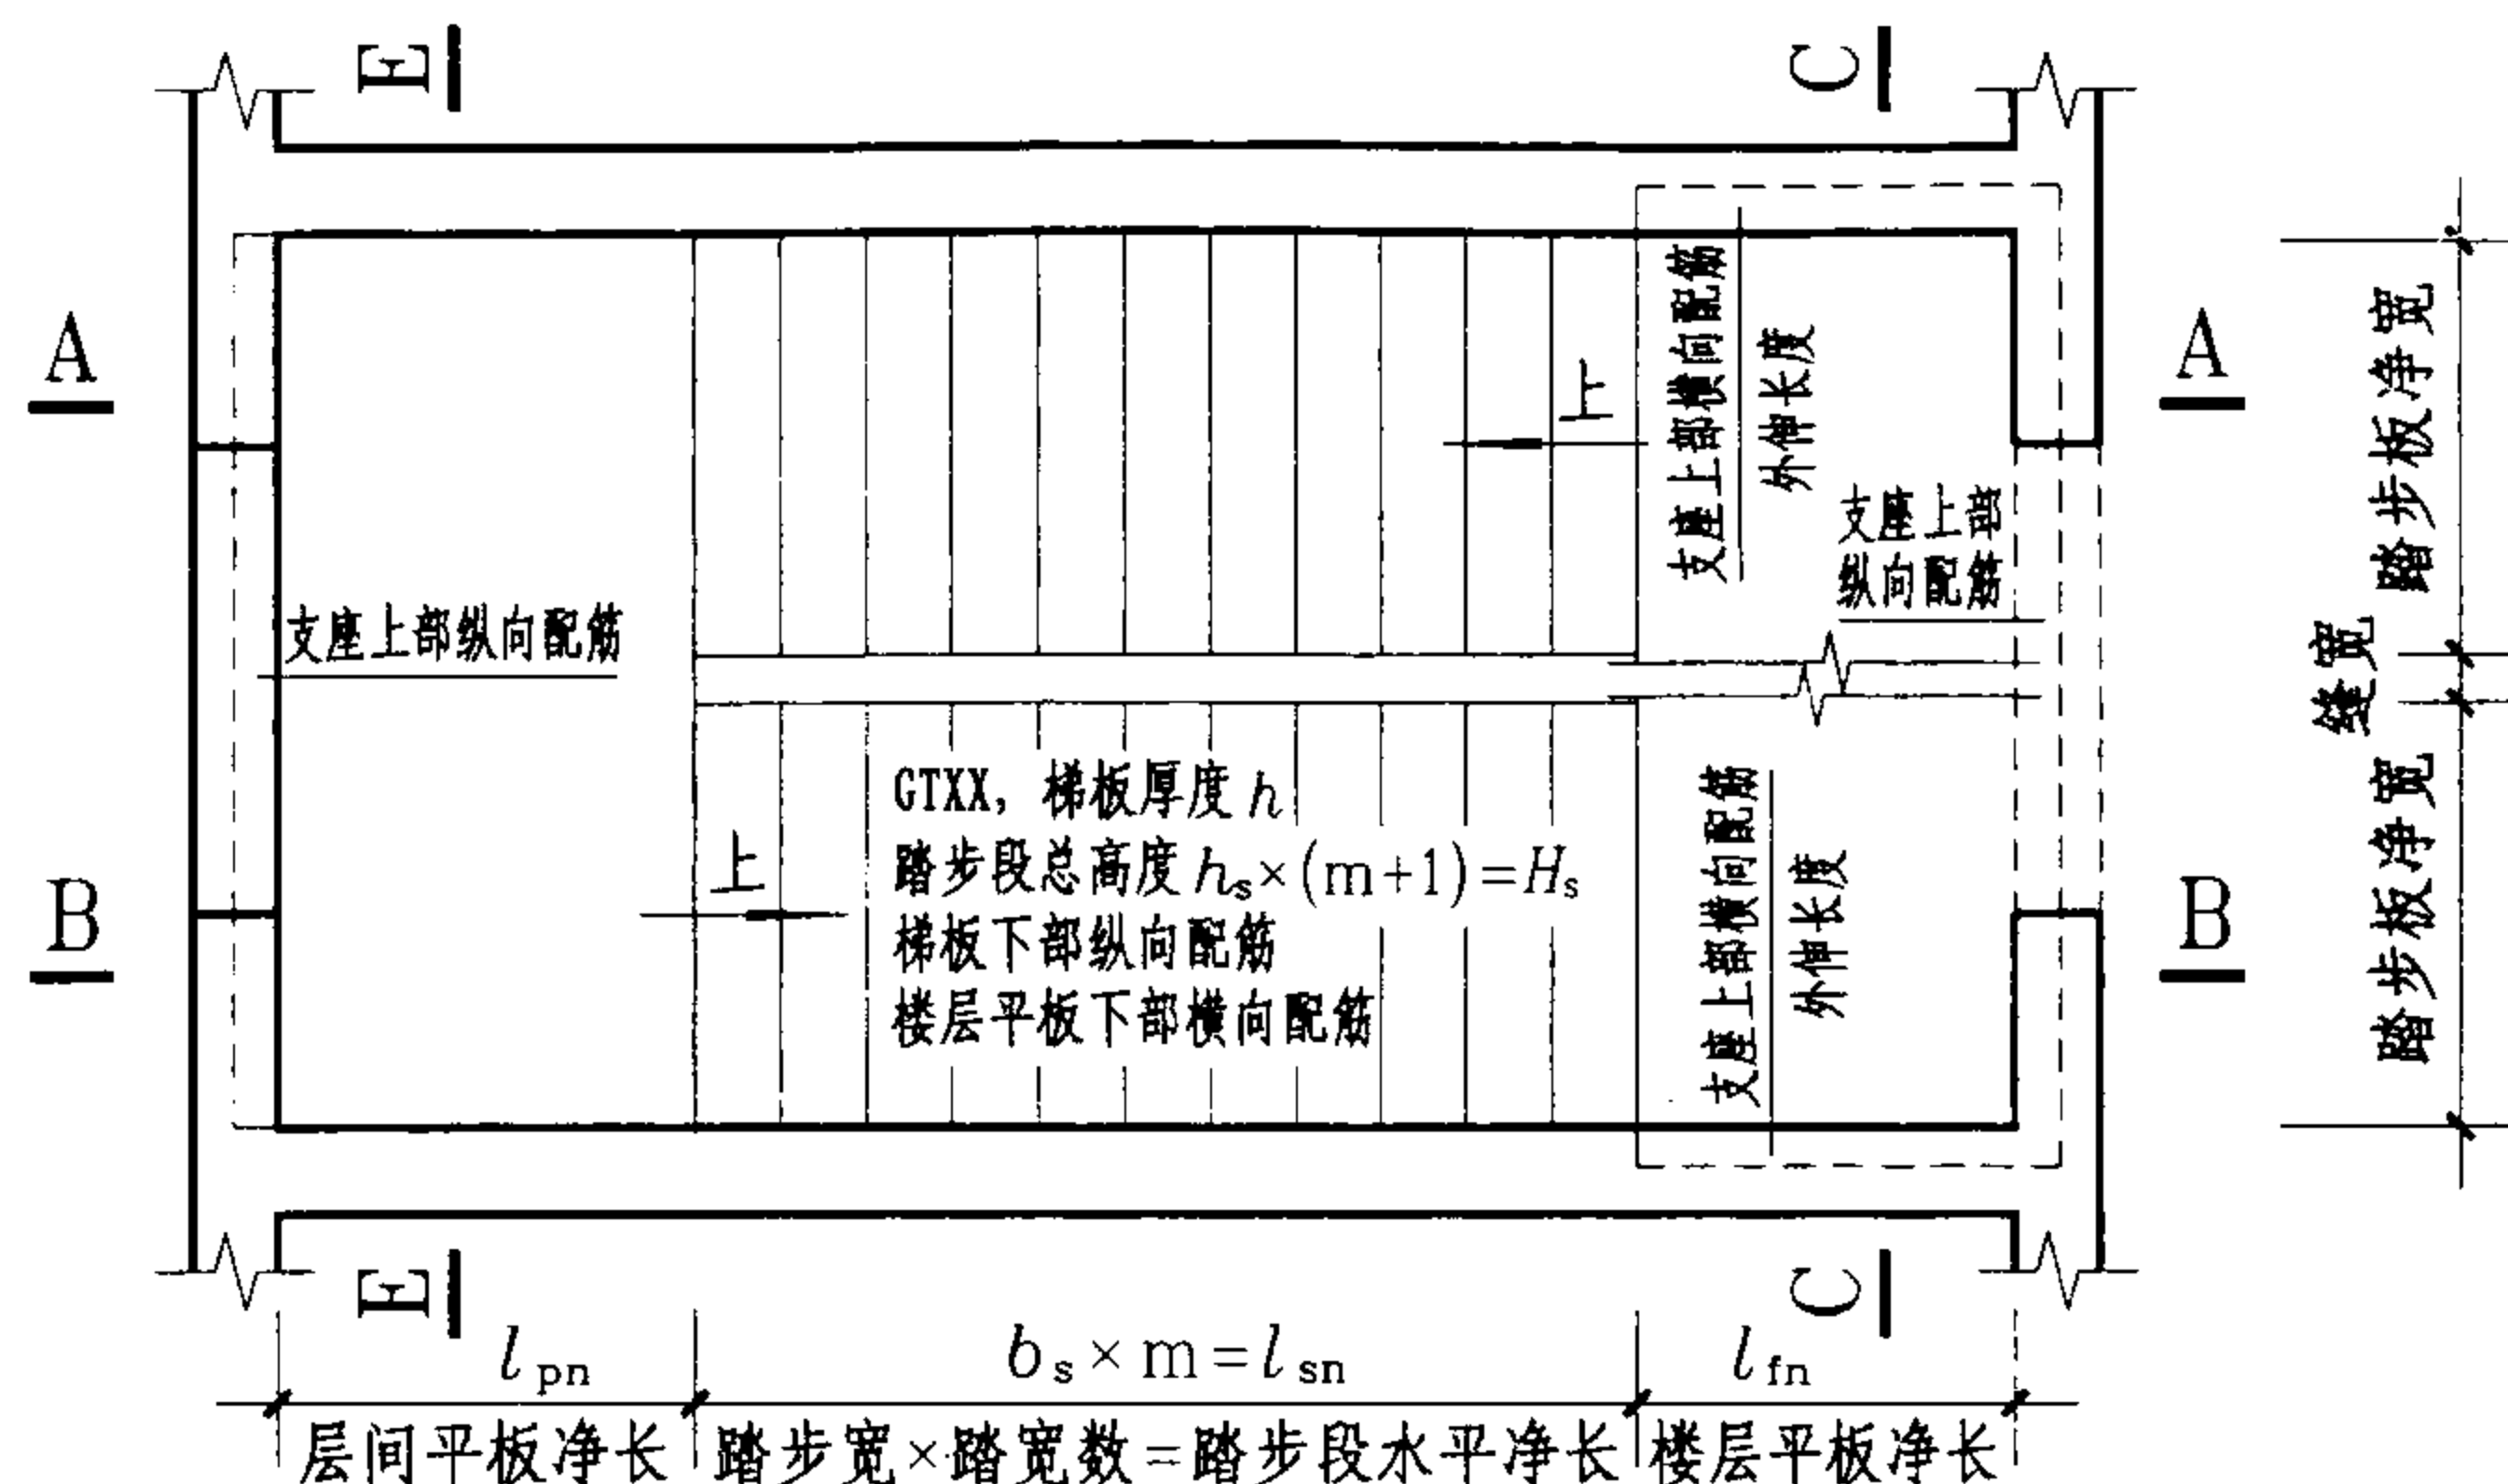 E
C
A
A
支座上部横向配筋
外伸长度
上
支座上部
纵向配筋
踏步板净宽
缝宽
踏步板净宽
支座上部纵向配筋
GTXX, 梯板厚度 h
踏步段总高度 hs×(m+1)=Hs
梯板下部纵向配筋
楼层平板下部横向配筋
上
支座上部横向配筋
外伸长度
B
B
E
C
lpn
bs×m=lsn
lfn
层间平板净长
踏步宽×踏宽数=踏步段水平净长
楼层平板净长